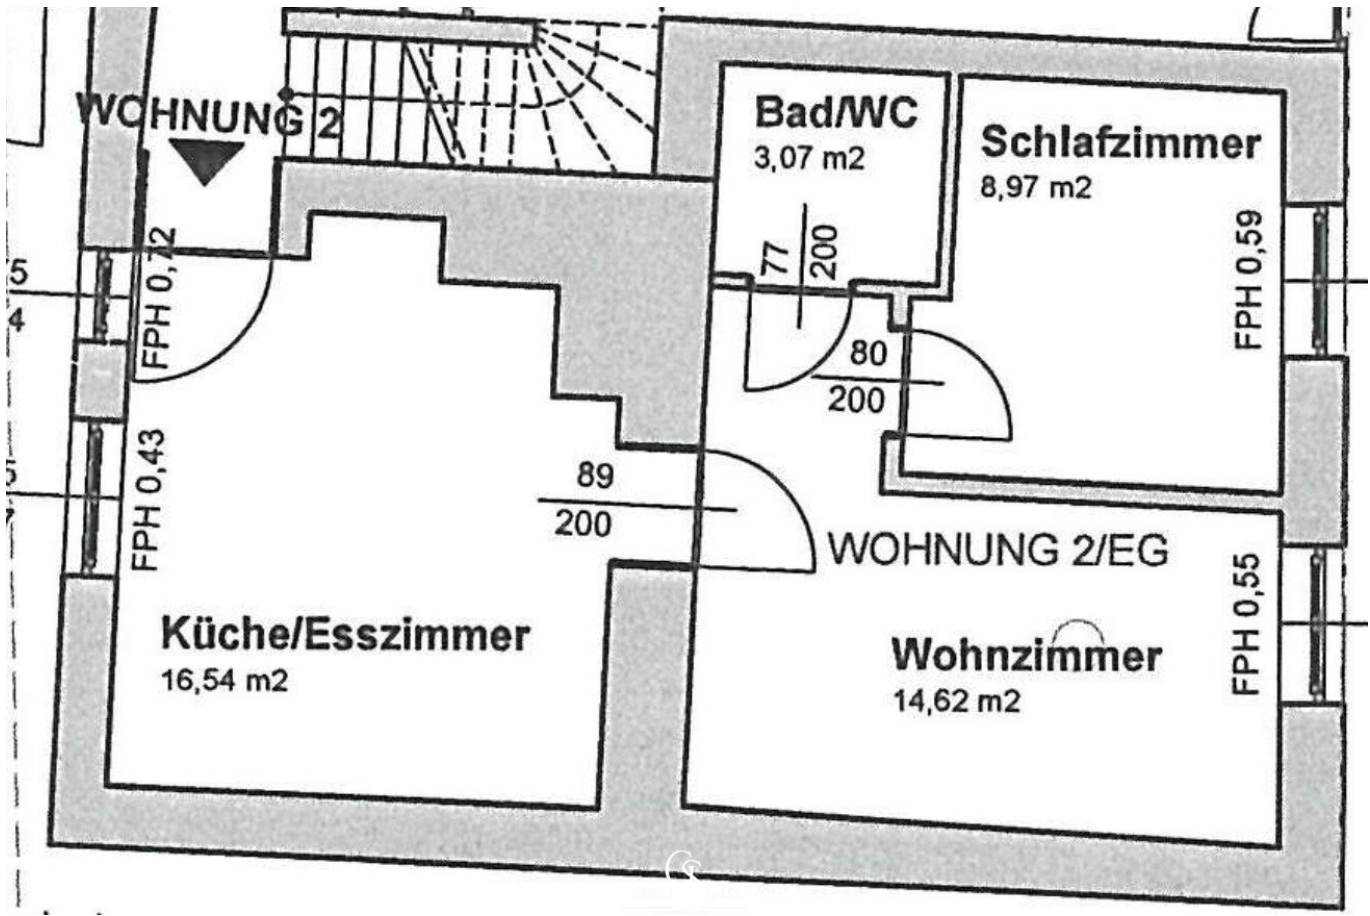 WOHNUNG 2
Bad/WC
3,07 m2
Schlafzimmer
8,97 m2
FPH 0,72
77
200
FPH 0,59
5
4
80
200
FPH 0,43
89
200
WOHNUNG 2/EG
FPH 0,55
Küche/Esszimmer
16,54 m2
Wohnzimmer
14,62 m2